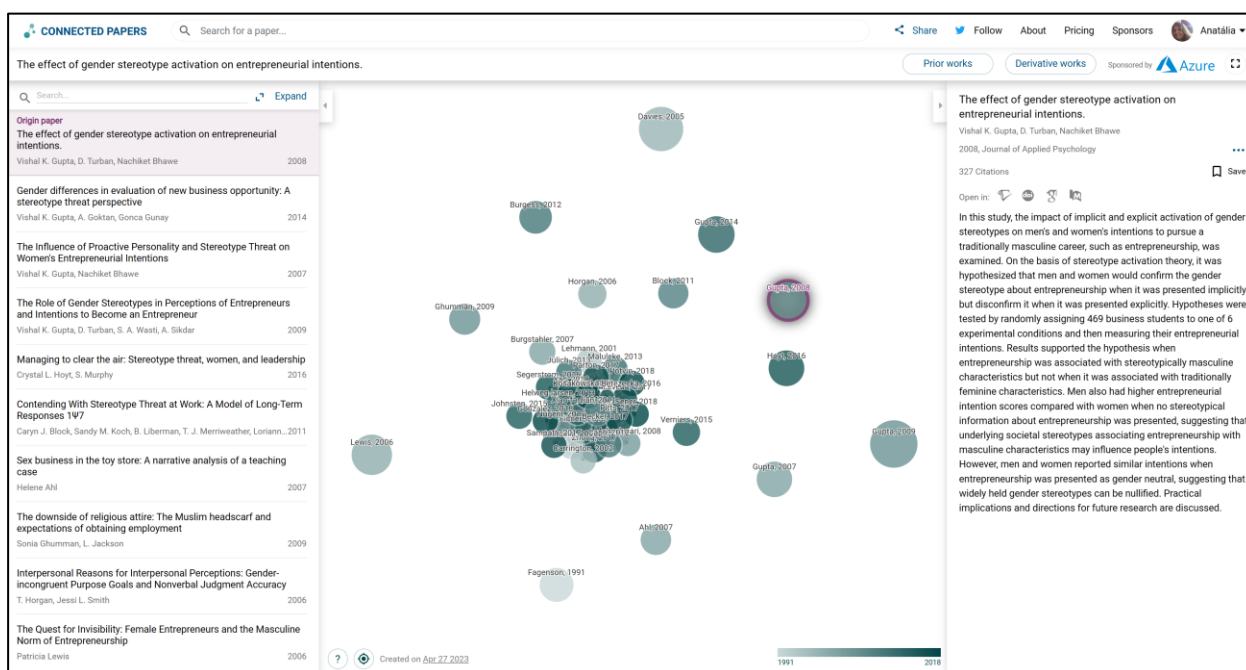 CONNECTED PAPERS
Search for a paper...
Share
Follow
About
Pricing
Sponsors
Anatália
The effect of gender stereotype activation on entrepreneurial intentions.
Prior works
Derivative works
Sponsored by
Azure
Search...
Expand
Origin paper
The effect of gender stereotype activation on entrepreneurial
intentions.
Vishal K. Gupta, D. Turban, Nachiket Bhawe 2008
Gender differences in evaluation of new business opportunity: A
stereotype threat perspective
Vishal K. Gupta, A. Goktan, Gonca Gunay 2014
The Influence of Proactive Personality and Stereotype Threat on
Women's Entrepreneurial Intentions
Vishal K. Gupta, Nachiket Bhawe 2007
The Role of Gender Stereotypes in Perceptions of Entrepreneurs
and Intentions to Become an Entrepreneur
Vishal K. Gupta, D. Turban, S. A. Wasti, A. Sikdar 2009
Managing to clear the air: Stereotype threat, women, and leadership
Crystal L. Hoyt, S. Murphy 2016
Contending With Stereotype Threat at Work: A Model of Long-Term
Responses 1Ψ7
Caryn J. Block, Sandy M. Koch, B. Liberman, T. J. Merriweather, Loriann... 2011
Sex business in the toy store: A narrative analysis of a teaching
case
Helene Ahl 2007
The downside of religious attire: The Muslim headscarf and
expectations of obtaining employment
Sonia Ghumman, L. Jackson 2009
Interpersonal Reasons for Interpersonal Perceptions: Gender-
incongruent Purpose Goals and Nonverbal Judgment Accuracy
T. Horgan, Jessi L. Smith 2006
The Quest for Invisibility: Female Entrepreneurs and the Masculine
Norm of Entrepreneurship
Patricia Lewis 2006
Davies, 2005
Burgess, 2012
Gupta, 2014
Horgan, 2006
Block, 2011
Gupta, 2008
Ghumman, 2009
Burgstahler, 2007
Lehmann, 2001
Maluleke, 2013
Hoyt, 2016
Johnsten, 2015
Verniers, 2015
Lewis, 2006
Carrington, 2002
Gupta, 2009
Gupta, 2007
Ahl, 2007
Fagenson, 1991
?
Created on Apr 27 2023
1991
2018
The effect of gender stereotype activation on
entrepreneurial intentions.
Vishal K. Gupta, D. Turban, Nachiket Bhawe
2008, Journal of Applied Psychology
327 Citations
Save
Open in:
In this study, the impact of implicit and explicit activation of gender
stereotypes on men's and women's intentions to pursue a
traditionally masculine career, such as entrepreneurship, was
examined. On the basis of stereotype activation theory, it was
hypothesized that men and women would confirm the gender
stereotype about entrepreneurship when it was presented implicitly
but disconfirm it when it was presented explicitly. Hypotheses were
tested by randomly assigning 469 business students to one of 6
experimental conditions and then measuring their entrepreneurial
intentions. Results supported the hypothesis when
entrepreneurship was associated with stereotypically masculine
characteristics but not when it was associated with traditionally
feminine characteristics. Men also had higher entrepreneurial
intention scores compared with women when no stereotypical
information about entrepreneurship was presented, suggesting that
underlying societal stereotypes associating entrepreneurship with
masculine characteristics may influence people's intentions.
However, men and women reported similar intentions when
entrepreneurship was presented as gender neutral, suggesting that
widely held gender stereotypes can be nullified. Practical
implications and directions for future research are discussed.